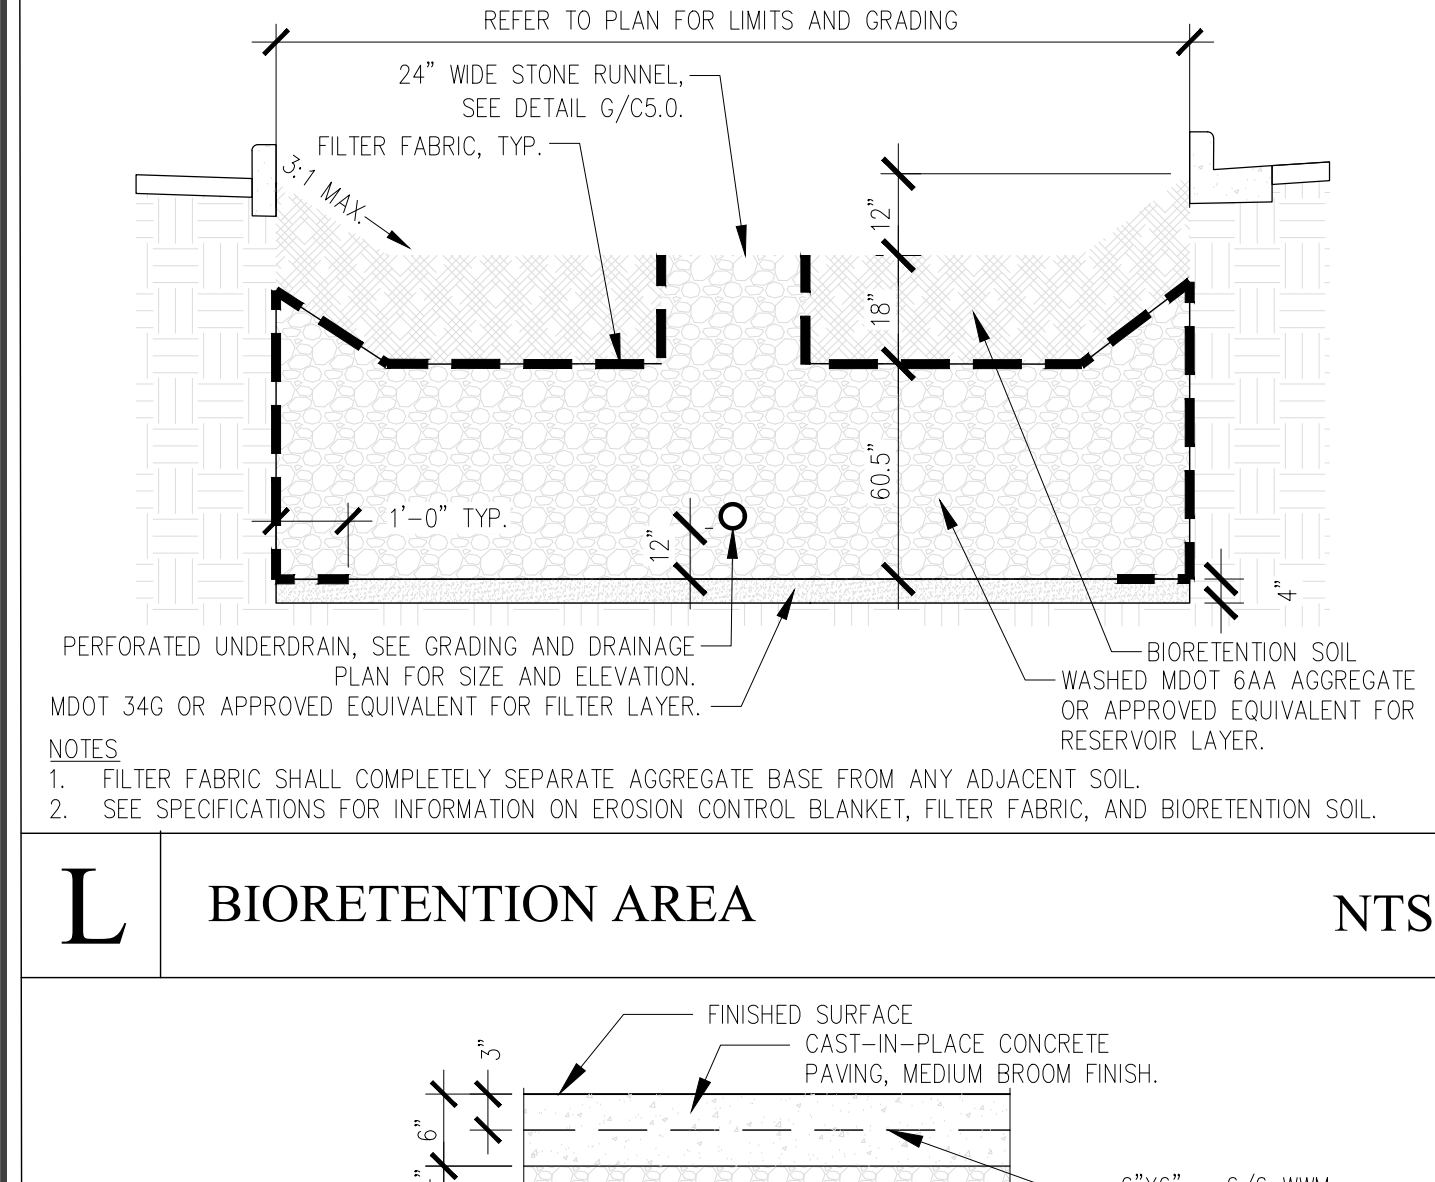 REFER TO PLAN FOR LIMITS AND GRADING
24" WIDE STONE RUNNEL,
SEE DETAIL G/C5.0.
FILTER FABRIC, TYP.
3:1 MAX.
12"
18"
60.5"
1'-0" TYP.
12"
4"
PERFORATED UNDERDRAIN, SEE GRADING AND DRAINAGE
PLAN FOR SIZE AND ELEVATION.
MDOT 34G OR APPROVED EQUIVALENT FOR FILTER LAYER.
BIORETENTION SOIL
WASHED MDOT 6AA AGGREGATE
OR APPROVED EQUIVALENT FOR
RESERVOIR LAYER.
NOTES
1. FILTER FABRIC SHALL COMPLETELY SEPARATE AGGREGATE BASE FROM ANY ADJACENT SOIL.
2. SEE SPECIFICATIONS FOR INFORMATION ON EROSION CONTROL BLANKET, FILTER FABRIC, AND BIORETENTION SOIL.
L
BIORETENTION AREA
NTS
FINISHED SURFACE
CAST-IN-PLACE CONCRETE
PAVING, MEDIUM BROOM FINISH.
3"
6"